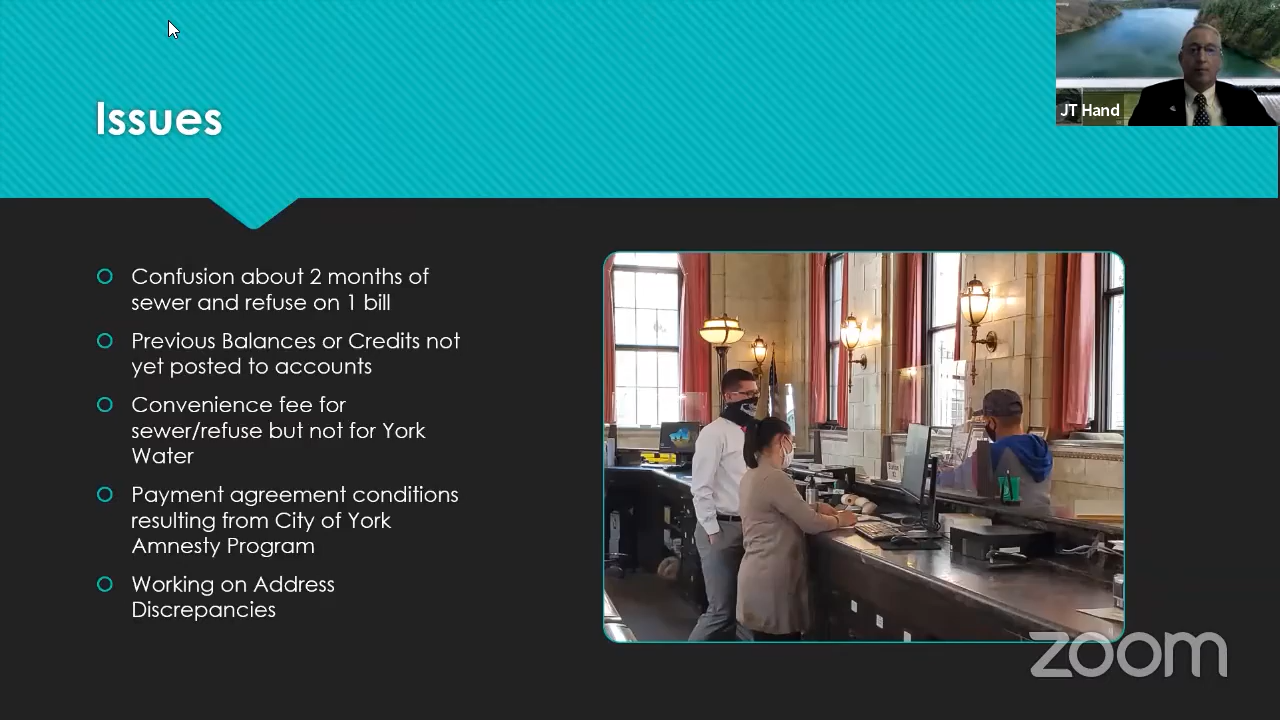 JT Hand
Issues
Confusion about 2 months of
sewer and refuse on 1 bill
Previous Balances or Credits not
yet posted to accounts
Convenience fee for
sewer/refuse but not for York
Water
Payment agreement conditions
resulting from City of York
Amnesty Program
Working on Address
Discrepancies
zoom